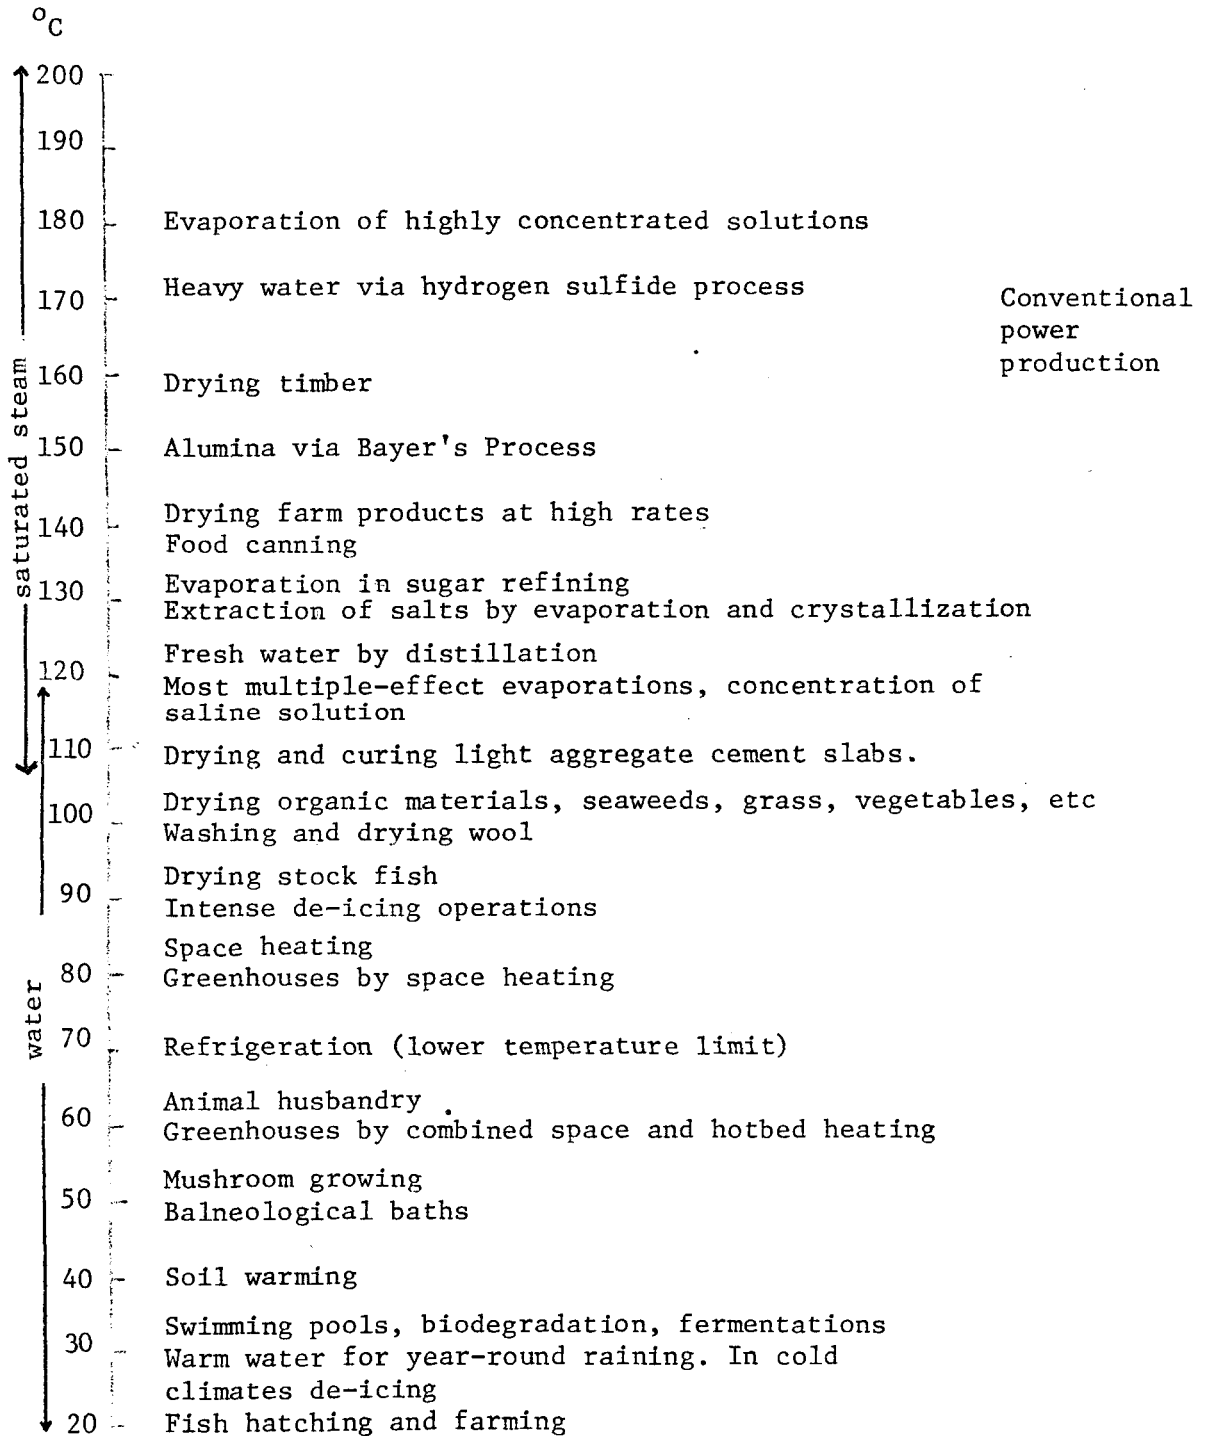 °C
200
190
180 Evaporation of highly concentrated solutions
170 Heavy water via hydrogen sulfide process
Conventional
power
production
160 Drying timber
150 Alumina via Bayer's Process
Drying farm products at high rates
140
Food canning
130 Evaporation in sugar refining
Extraction of salts by evaporation and crystallization
Fresh water by distillation
120
Most multiple-effect evaporations, concentration of
saline solution
110 Drying and curing light aggregate cement slabs.
Drying organic materials, seaweeds, grass, vegetables, etc
100
Washing and drying wool
Drying stock fish
90
Intense de-icing operations
Space heating
80 Greenhouses by space heating
70 Refrigeration (lower temperature limit)
Animal husbandry
60
Greenhouses by combined space and hotbed heating
Mushroom growing
50
Balneological baths
40 Soil warming
Swimming pools, biodegradation, fermentations
30
Warm water for year-round raining. In cold
climates de-icing
20 Fish hatching and farming
saturated steam
water